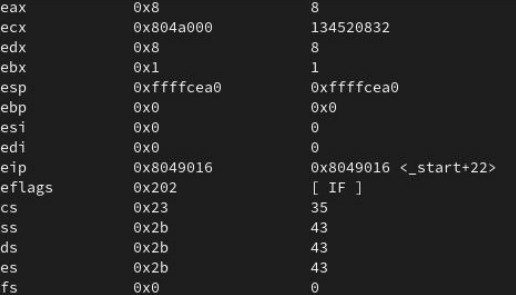 eax 0x8 8
ecx 0x804a000 134520832
edx 0x8 8
ebx 0x1 1
esp 0xffffcea0 0xffffcea0
ebp 0x0 0x0
esi 0x0 0
edi 0x0 0
eip 0x8049016 0x8049016 <_start+22>
eflags 0x202 [ IF ]
cs 0x23 35
ss 0x2b 43
ds 0x2b 43
es 0x2b 43
fs 0x0 0